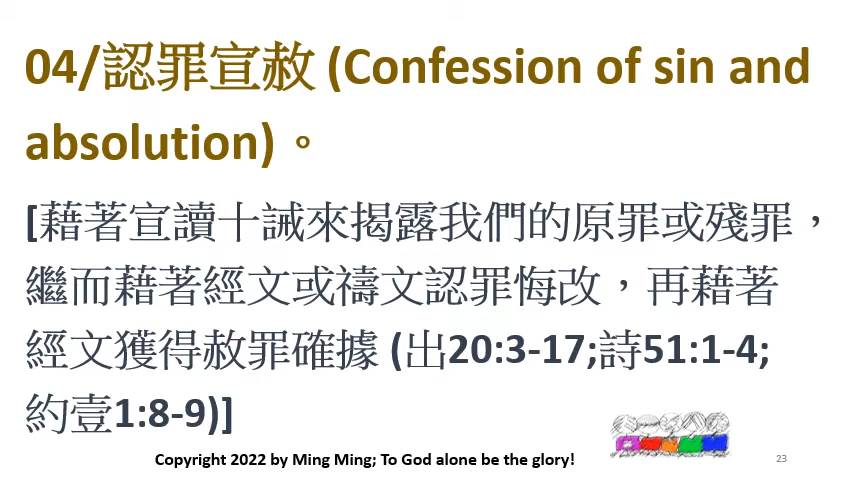 04/認罪宣赦 (Confession of sin and
absolution)。
[藉著宣讀十誡來揭露我們的原罪或殘罪，
繼而藉著經文或禱文認罪悔改，再藉著
經文獲得赦罪確據 (出20:3-17;詩51:1-4;
約壹1:8-9)]
Copyright 2022 by Ming Ming; To God alone be the glory!
23